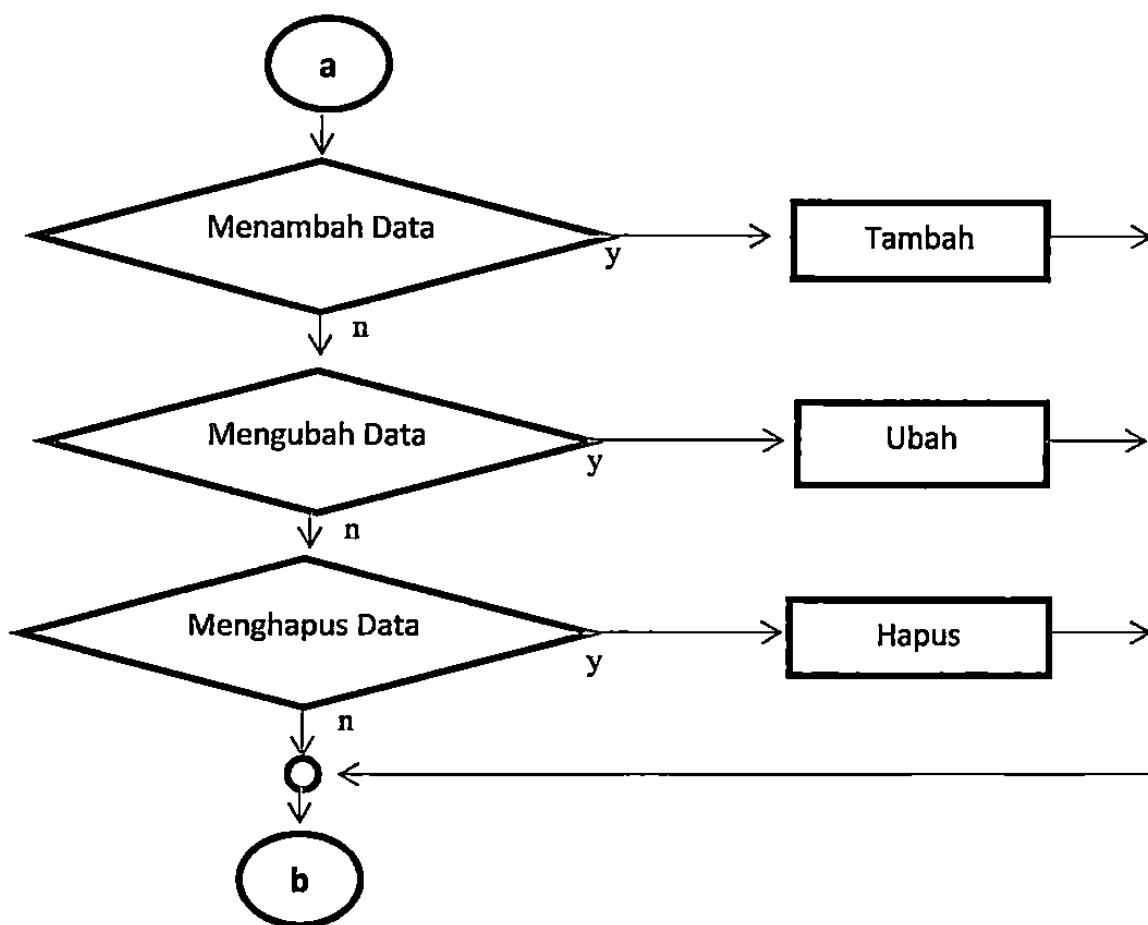 a
Menambah Data
y
Tambah
n
Mengubah Data
y
Ubah
n
Menghapus Data
y
Hapus
n
b